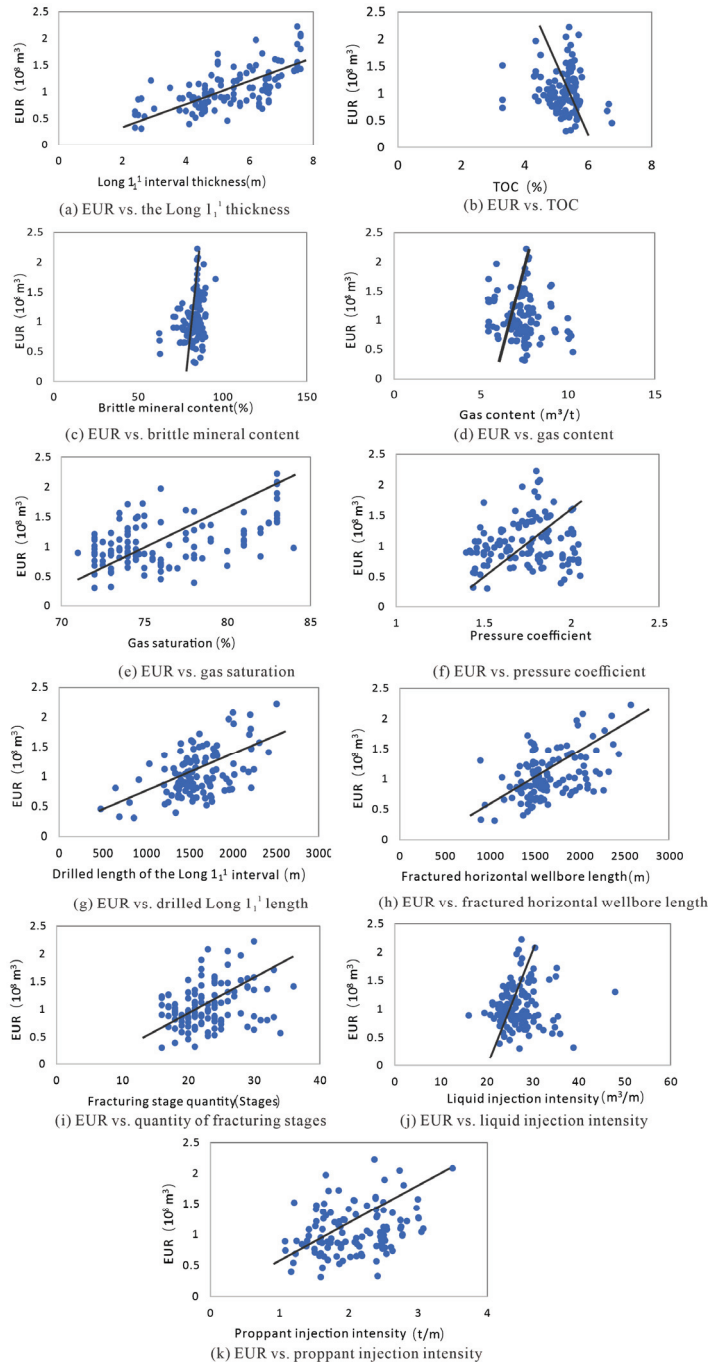 2.5
2
1.5
1
0.5
0
EUR (10⁸ m³)
0 2 4 6 8
Long 1₁¹ interval thickness(m)
(a) EUR vs. the Long 1₁¹ thickness
2.5
2
1.5
1
0.5
0
EUR (10⁸ m³)
0 2 4 6 8
TOC (%)
(b) EUR vs. TOC
2.5
2
1.5
1
0.5
0
EUR (10⁸ m³)
0 50 100 150
Brittle mineral content(%)
(c) EUR vs. brittle mineral content
2.5
2
1.5
1
0.5
0
EUR (10⁸ m³)
0 5 10 15
Gas content (m³/t)
(d) EUR vs. gas content
2.5
2
1.5
1
0.5
0
EUR (10⁸ m³)
70 75 80 85
Gas saturation (%)
(e) EUR vs. gas saturation
2.5
2
1.5
1
0.5
0
EUR (10⁸ m³)
1 1.5 2 2.5
Pressure coefficient
(f) EUR vs. pressure coefficient
2.5
2
1.5
1
0.5
0
EUR (10⁸ m³)
0 500 1000 1500 2000 2500 3000
Drilled length of the Long 1₁¹ interval (m)
(g) EUR vs. drilled Long 1₁¹ length
2.5
2
1.5
1
0.5
0
EUR (10⁸ m³)
0 500 1000 1500 2000 2500 3000
Fractured horizontal wellbore length(m)
(h) EUR vs. fractured horizontal wellbore length
2.5
2
1.5
1
0.5
0
EUR (10⁸ m³)
0 10 20 30 40
Fracturing stage quantity(Stages)
(i) EUR vs. quantity of fracturing stages
2.5
2
1.5
1
0.5
0
EUR (10⁸ m³)
0 10 20 30 40 50 60
Liquid injection intensity(m³/m)
(j) EUR vs. liquid injection intensity
2.5
2
1.5
1
0.5
0
EUR (10⁸ m³)
0 1 2 3 4
Proppant injection intensity (t/m)
(k) EUR vs. proppant injection intensity